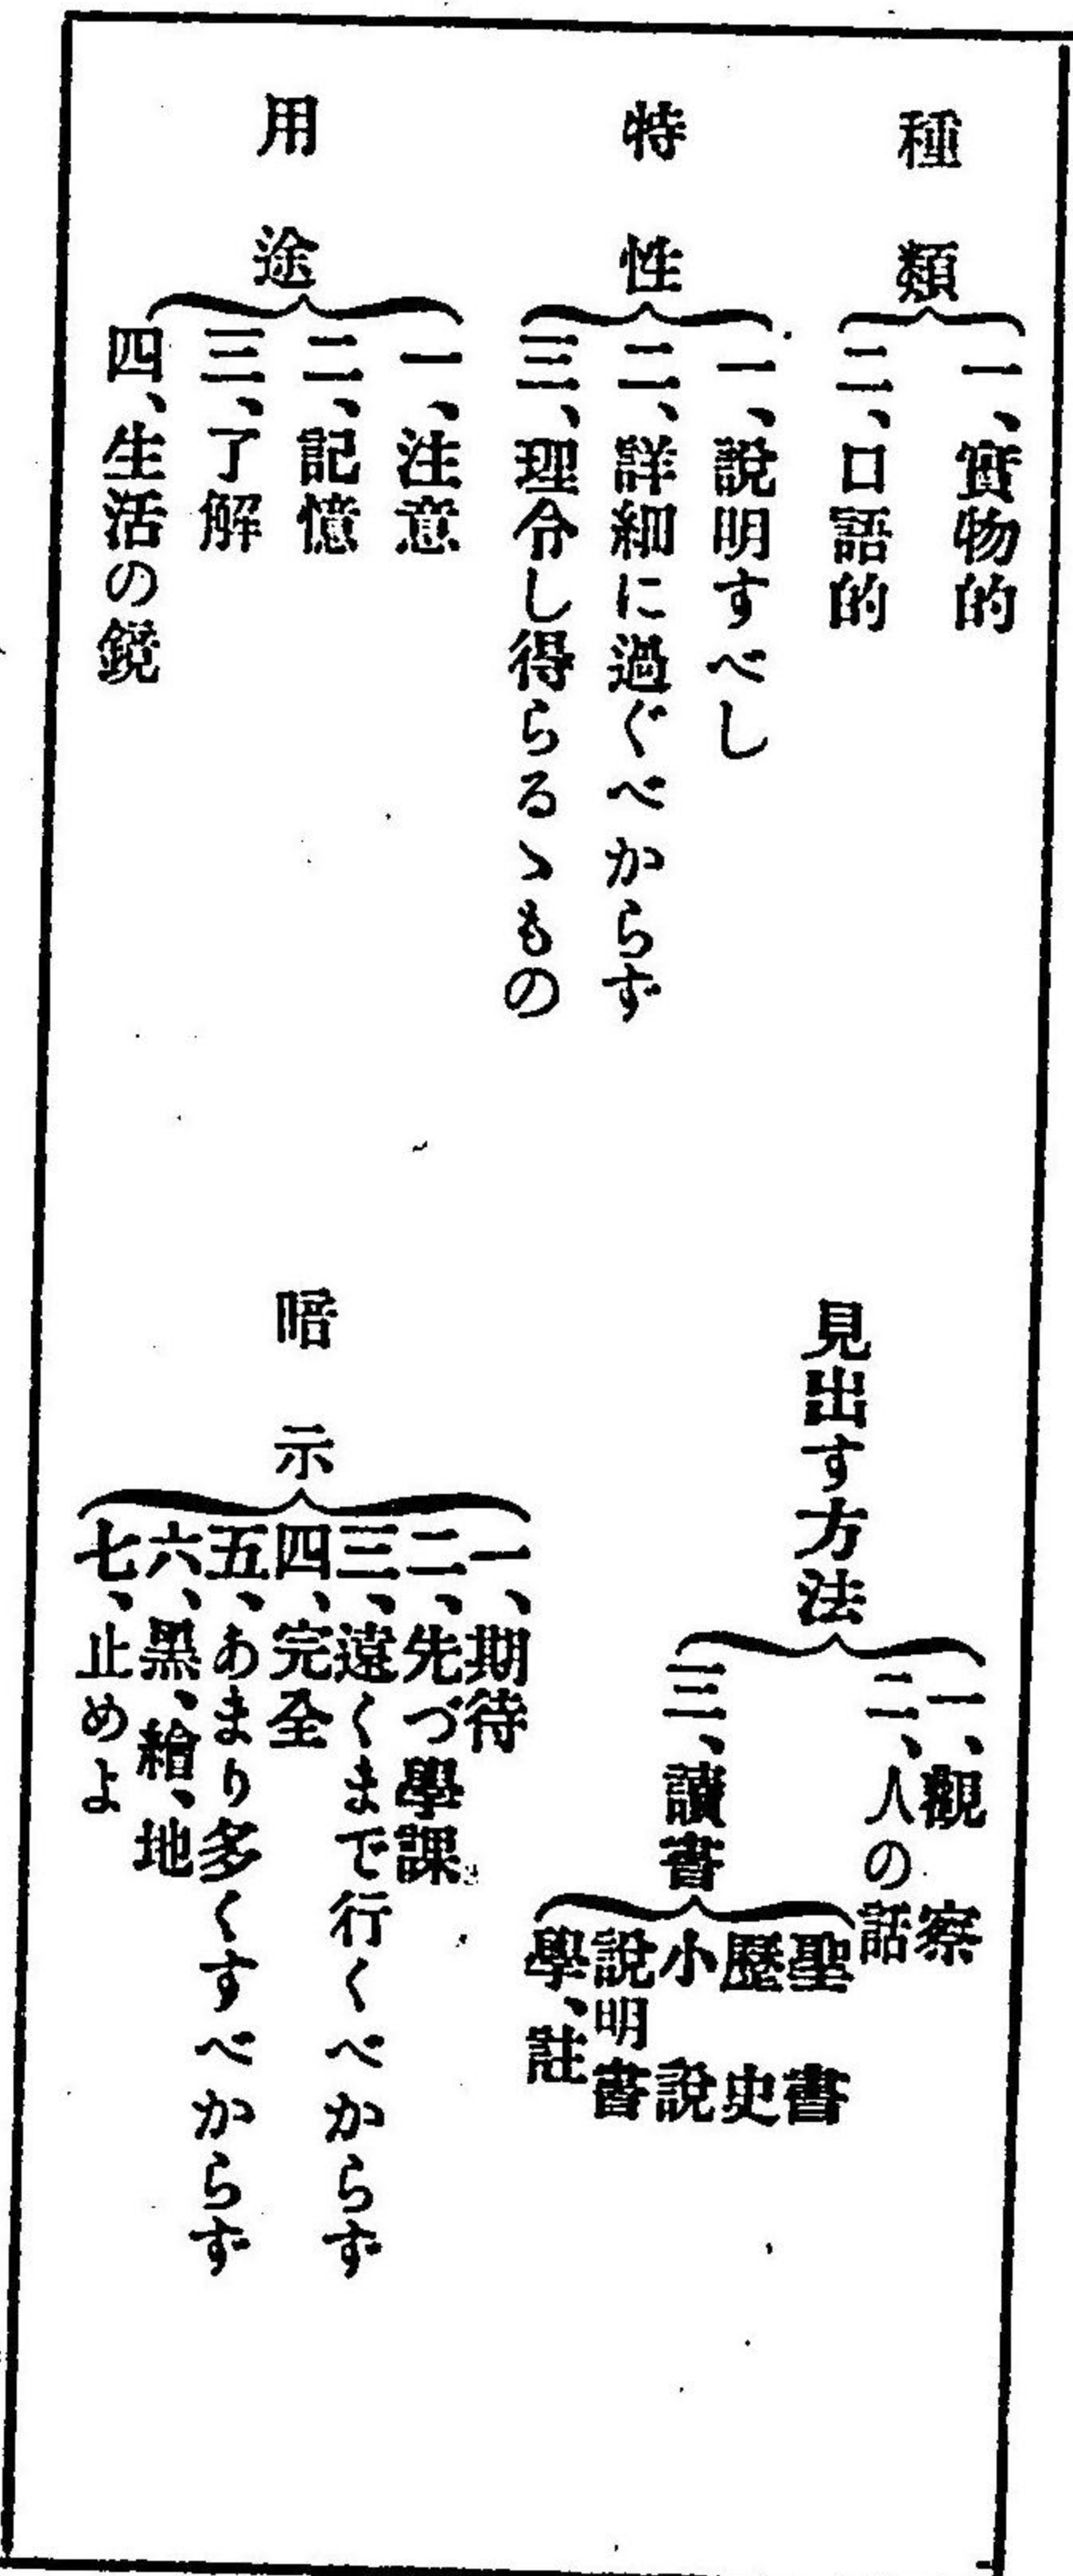 種類
一、實物的
二、口語的
特性
一、説明すべし
二、詳細に過ぐべからず
三、理令し得らるゝもの
用途
一、注意
二、記憶
三、了解
四、生活の鏡
見出す方法
一、觀察
二、人の話
三、讀書
聖書
歷史
小説
説明書
學、註
暗示
一、期待
二、先づ學課
三、遠くまで行くべからず
四、完全
五、あまり多くすべからず
六、黒、繪、地
七、止めよ